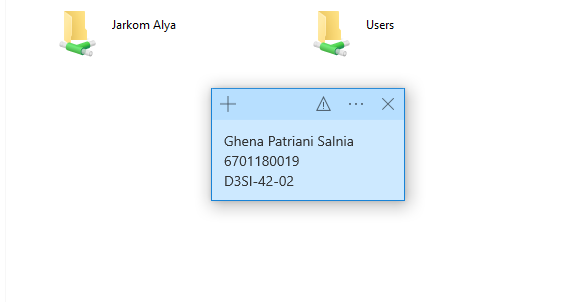 Jarkom Alya
Users
Ghena Patriani Salnia
6701180019
D3SI-42-02